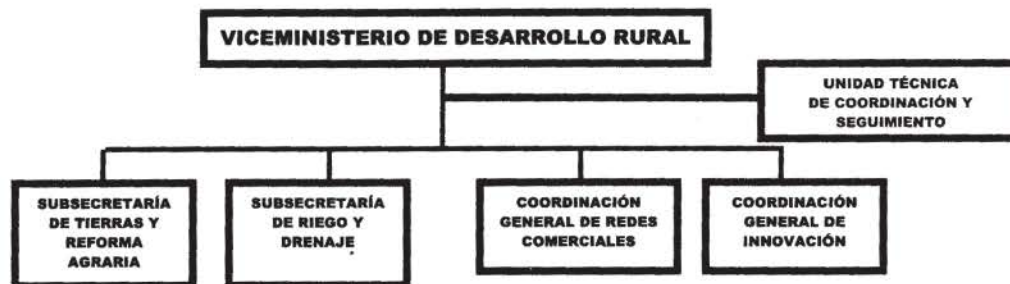 VICEMINISTERIO DE DESARROLLO RURAL
UNIDAD TÉCNICA
DE COORDINACIÓN Y
SEGUIMIENTO
SUBSECRETARÍA
DE TIERRAS Y
REFORMA
AGRARIA
SUBSECRETARÍA
DE RIEGO Y
DRENAJE
COORDINACIÓN
GENERAL DE REDES
COMERCIALES
COORDINACIÓN
GENERAL DE
INNOVACIÓN